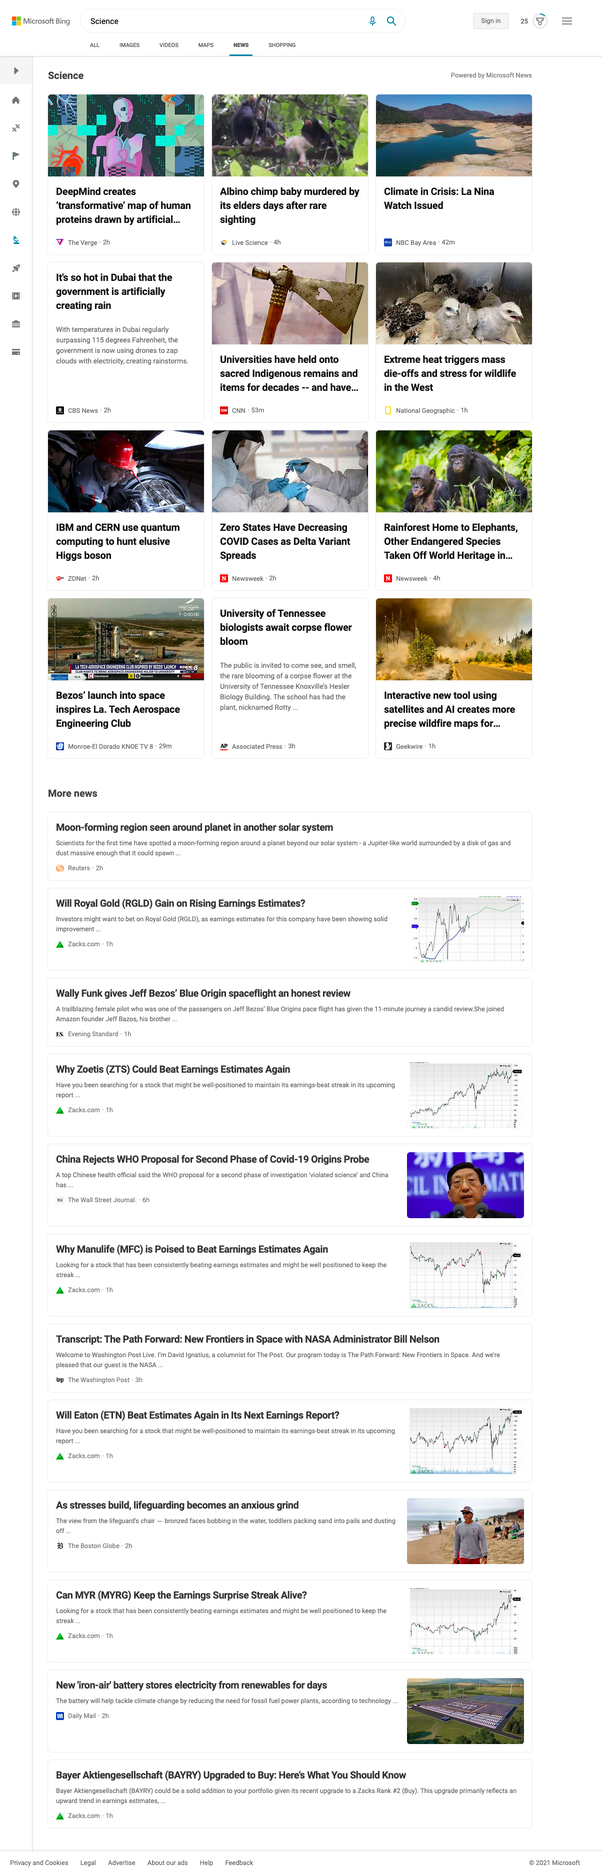 Microsoft Bing
Science
Sign in
25
ALL
IMAGES
VIDEOS
MAPS
NEWS
SHOPPING
Science
Powered by Microsoft News
DeepMind creates
'transformative' map of human
proteins drawn by artificial...
The Verge · 2h
Albino chimp baby murdered by
its elders days after rare
sighting
Live Science · 4h
Climate in Crisis: La Nina
Watch Issued
NBC Bay Area · 42m
It's so hot in Dubai that the
government is artificially
creating rain
With temperatures in Dubai regularly
surpassing 115 degrees Fahrenheit, the
government is now using drones to zap
clouds with electricity, creating rainstorms.
CBS News · 2h
Universities have held onto
sacred Indigenous remains and
items for decades -- and have...
CNN · 53m
Extreme heat triggers mass
die-offs and stress for wildlife
in the West
National Geographic · 1h
IBM and CERN use quantum
computing to hunt elusive
Higgs boson
ZDNet · 2h
Zero States Have Decreasing
COVID Cases as Delta Variant
Spreads
Newsweek · 2h
Rainforest Home to Elephants,
Other Endangered Species
Taken Off World Heritage in...
Newsweek · 4h
Bezos' launch into space
inspires La. Tech Aerospace
Engineering Club
Monroe-El Dorado KNOE TV 8 · 29m
University of Tennessee
biologists await corpse flower
bloom
The public is invited to come see, and smell,
the rare blooming of a corpse flower at the
University of Tennessee Knoxville's Hesler
Biology Building. The school has had the
plant, nicknamed Rotty ...
AP
Associated Press · 3h
Interactive new tool using
satellites and AI creates more
precise wildfire maps for...
Geekwire · 1h
More news
Moon-forming region seen around planet in another solar system
Scientists for the first time have spotted a moon-forming region around a planet beyond our solar system - a Jupiter-like world surrounded by a disk of gas and
dust massive enough that it could spawn ...
Reuters · 2h
Will Royal Gold (RGLD) Gain on Rising Earnings Estimates?
Investors might want to bet on Royal Gold (RGLD), as earnings estimates for this company have been showing solid
improvement ...
Zacks.com · 1h
Wally Funk gives Jeff Bezos' Blue Origin spaceflight an honest review
A trailblazing female pilot who was one of the passengers on Jeff Bezos' Blue Origins pace flight has given the 11-minute journey a candid review.She joined
Amazon founder Jeff Bezos, his brother ...
ES.
Evening Standard · 1h
Why Zoetis (ZTS) Could Beat Earnings Estimates Again
Have you been searching for a stock that might be well-positioned to maintain its earnings-beat streak in its upcoming
report ...
Zacks.com · 1h
China Rejects WHO Proposal for Second Phase of Covid-19 Origins Probe
A top Chinese health official said the WHO proposal for a second phase of investigation 'violated science' and China
has ...
The Wall Street Journal. · 6h
Why Manulife (MFC) is Poised to Beat Earnings Estimates Again
Looking for a stock that has been consistently beating earnings estimates and might be well positioned to keep the
streak ...
Zacks.com · 1h
ZACKS
Transcript: The Path Forward: New Frontiers in Space with NASA Administrator Bill Nelson
Welcome to Washington Post Live. I'm David Ignatius, a columnist for The Post. Our program today is The Path Forward: New Frontiers in Space. And we're
pleased that our guest is the NASA ...
The Washington Post · 3h
Will Eaton (ETN) Beat Estimates Again in Its Next Earnings Report?
Have you been searching for a stock that might be well-positioned to maintain its earnings-beat streak in its upcoming
report ...
Zacks.com · 1h
ZACKS
As stresses build, lifeguarding becomes an anxious grind
The view from the lifeguard's chair — bronzed faces bobbing in the water, toddlers packing sand into pails and dusting
off ...
The Boston Globe · 2h
Can MYR (MYRG) Keep the Earnings Surprise Streak Alive?
Looking for a stock that has been consistently beating earnings estimates and might be well positioned to keep the
streak ...
Zacks.com · 1h
New 'iron-air' battery stores electricity from renewables for days
The battery will help tackle climate change by reducing the need for fossil fuel power plants, according to technology ...
Daily Mail · 2h
Bayer Aktiengesellschaft (BAYRY) Upgraded to Buy: Here's What You Should Know
Bayer Aktiengesellschaft (BAYRY) could be a solid addition to your portfolio given its recent upgrade to a Zacks Rank #2 (Buy). This upgrade primarily reflects an
upward trend in earnings estimates, ...
Zacks.com · 1h
Privacy and Cookies
Legal
Advertise
About our ads
Help
Feedback
© 2021 Microsoft